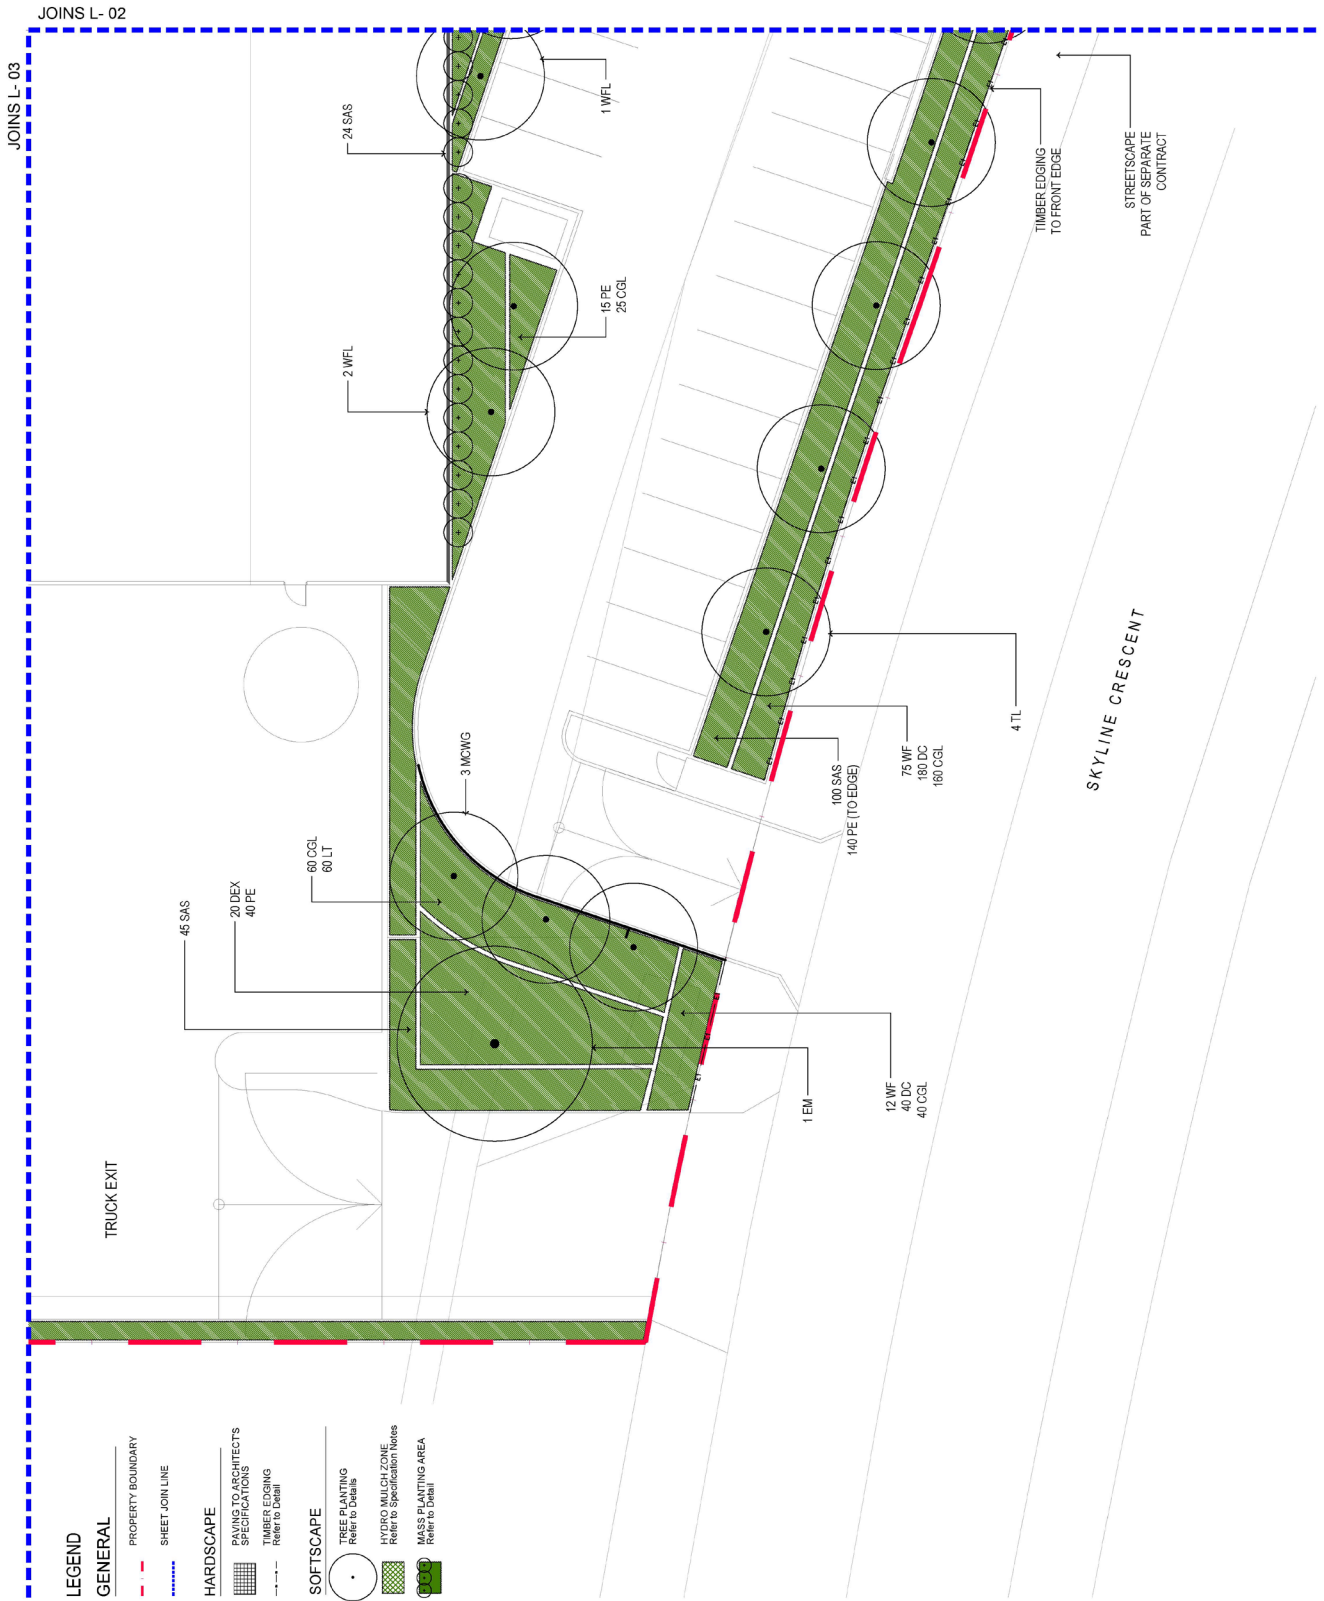 JOINS L- 02
JOINS L- 03
24 SAS
1 WFL
2 WFL
15 PE
25 CGL
TIMBER EDGING
TO FRONT EDGE
STREETSCAPE
PART OF SEPARATE
CONTRACT
3 MCWG
60 CGL
60 LT
20 DEX
40 PE
45 SAS
100 SAS
140 PE (TO EDGE)
75 WF
180 DC
160 CGL
4 TL
SKYLINE CRESCENT
1 EM
12 WF
40 DC
40 CGL
TRUCK EXIT
LEGEND
GENERAL
PROPERTY BOUNDARY
SHEET JOIN LINE
HARDSCAPE
PAVING TO ARCHITECT'S
SPECIFICATIONS
TIMBER EDGING
Refer to Detail
SOFTSCAPE
TREE PLANTING
Refer to Details
HYDRO MULCH ZONE
Refer to Specification Notes
MASS PLANTING AREA
Refer to Detail